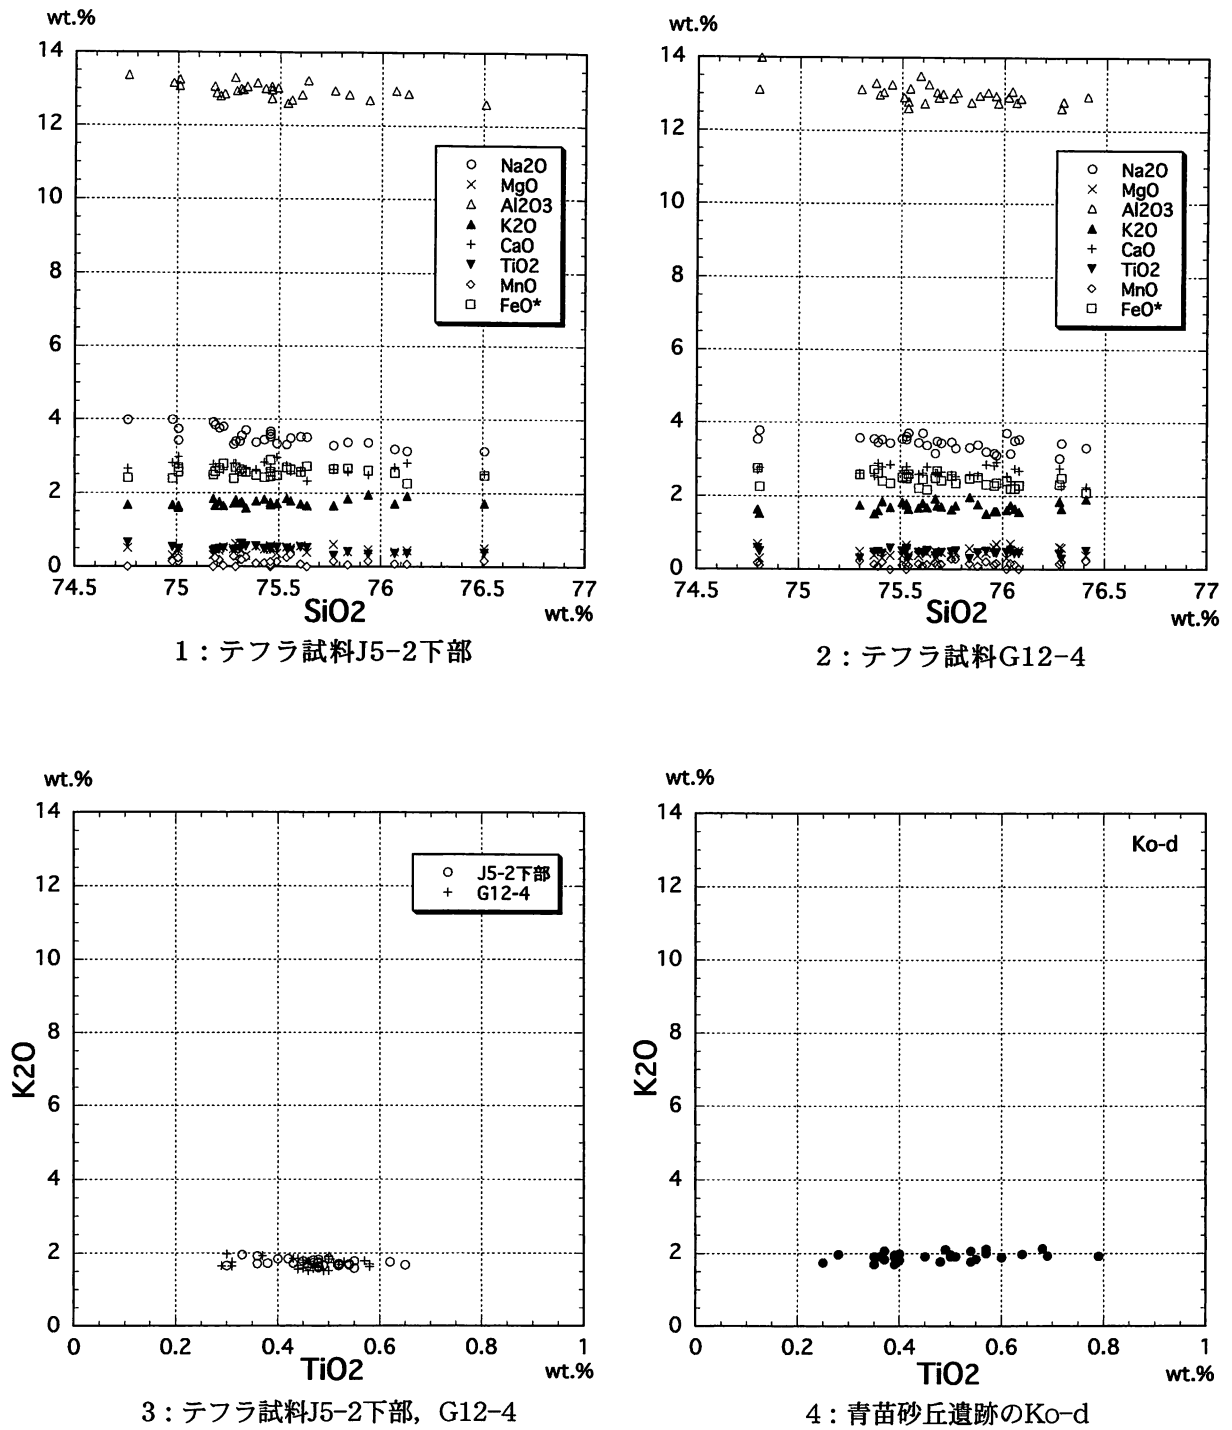 wt.%
14
12
10
8
6
4
2
0
74.5 75 75.5 76 76.5 77
SiO2
wt.%
Na2O
MgO
Al2O3
K2O
CaO
TiO2
MnO
FeO*
1：テフラ試料J5-2下部
wt.%
14
12
10
8
6
4
2
0
74.5 75 75.5 76 76.5 77
SiO2
wt.%
Na2O
MgO
Al2O3
K2O
CaO
TiO2
MnO
FeO*
2：テフラ試料G12-4
wt.%
14
12
10
8
6
4
2
0
K2O
J5-2下部
G12-4
0 0.2 0.4 0.6 0.8 1
TiO2
wt.%
3：テフラ試料J5-2下部，G12-4
wt.%
14
12
10
8
6
4
2
0
K2O
Ko-d
0 0.2 0.4 0.6 0.8 1
TiO2
wt.%
4：青苗砂丘遺跡のKo-d